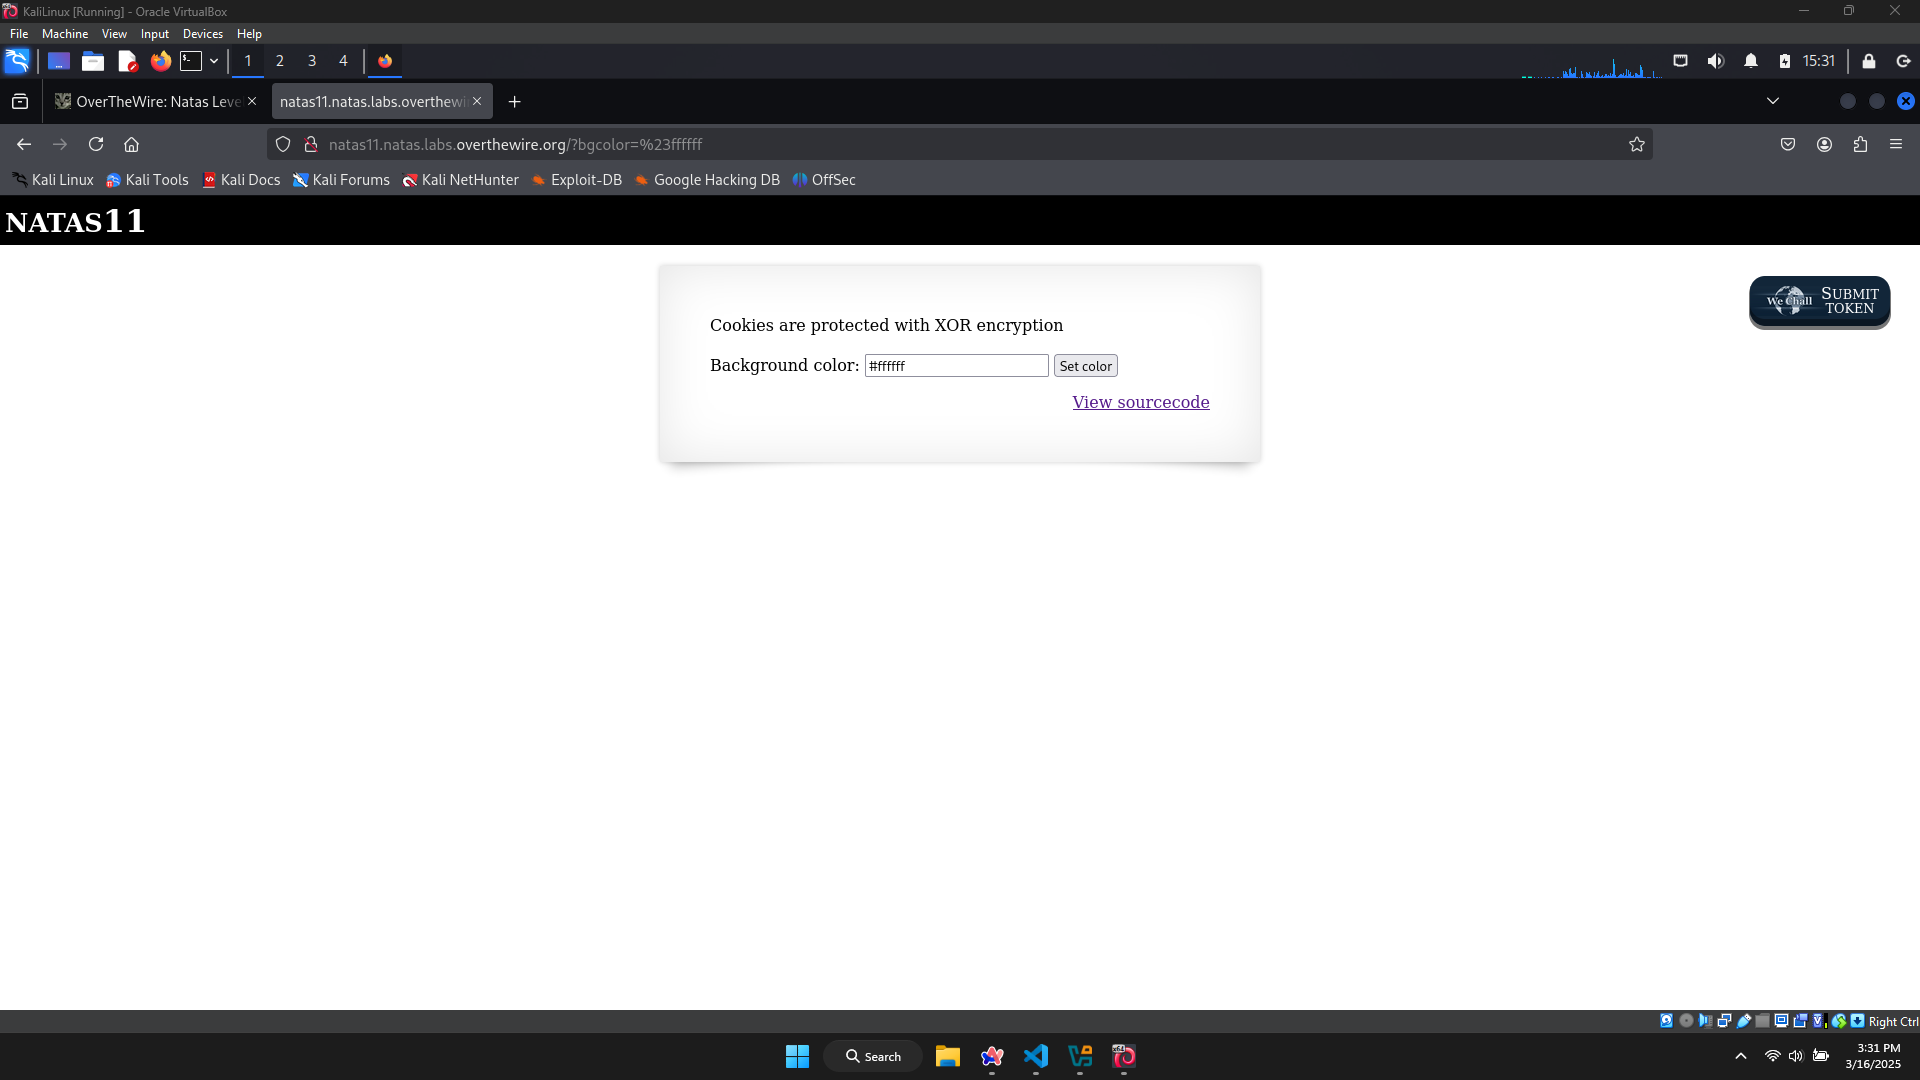 KaliLinux [Running] - Oracle VirtualBox
File Machine View Input Devices Help
1 2 3 4 15:31
OverTheWire: Natas Leve
natas11.natas.labs.overthewi
natas11.natas.labs.overthewire.org/?bgcolor=%23ffffff
Kali Linux Kali Tools Kali Docs Kali Forums Kali NetHunter Exploit-DB Google Hacking DB OffSec
NATAS11
We Chall SUBMIT TOKEN
Cookies are protected with XOR encryption
Background color: #ffffff Set color
View sourcecode
Right Ctrl
Search
3:31 PM
3/16/2025